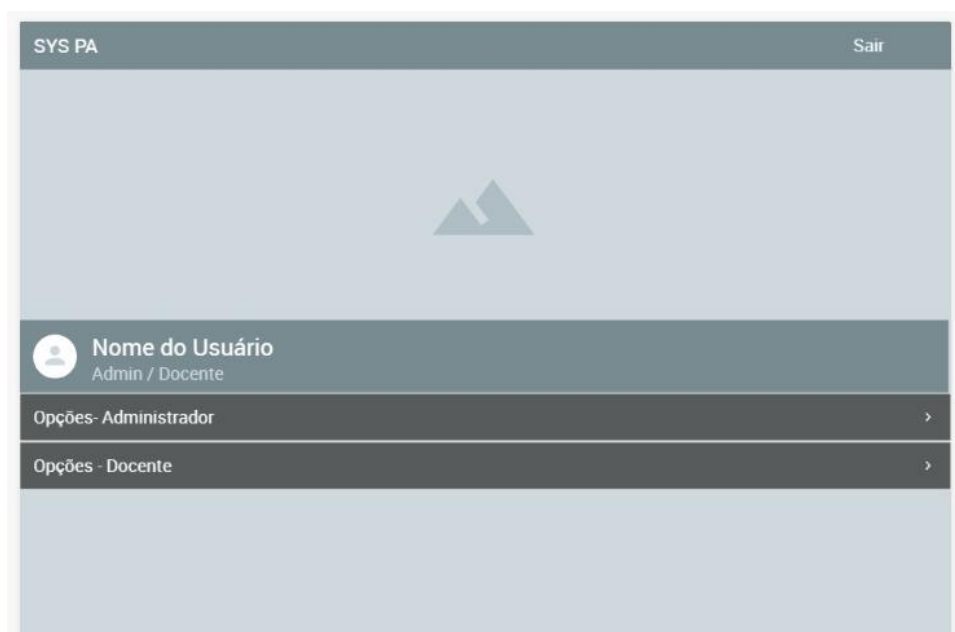 SYS PA
Sair
Nome do Usuário
Admin / Docente
Opções- Administrador
Opções - Docente